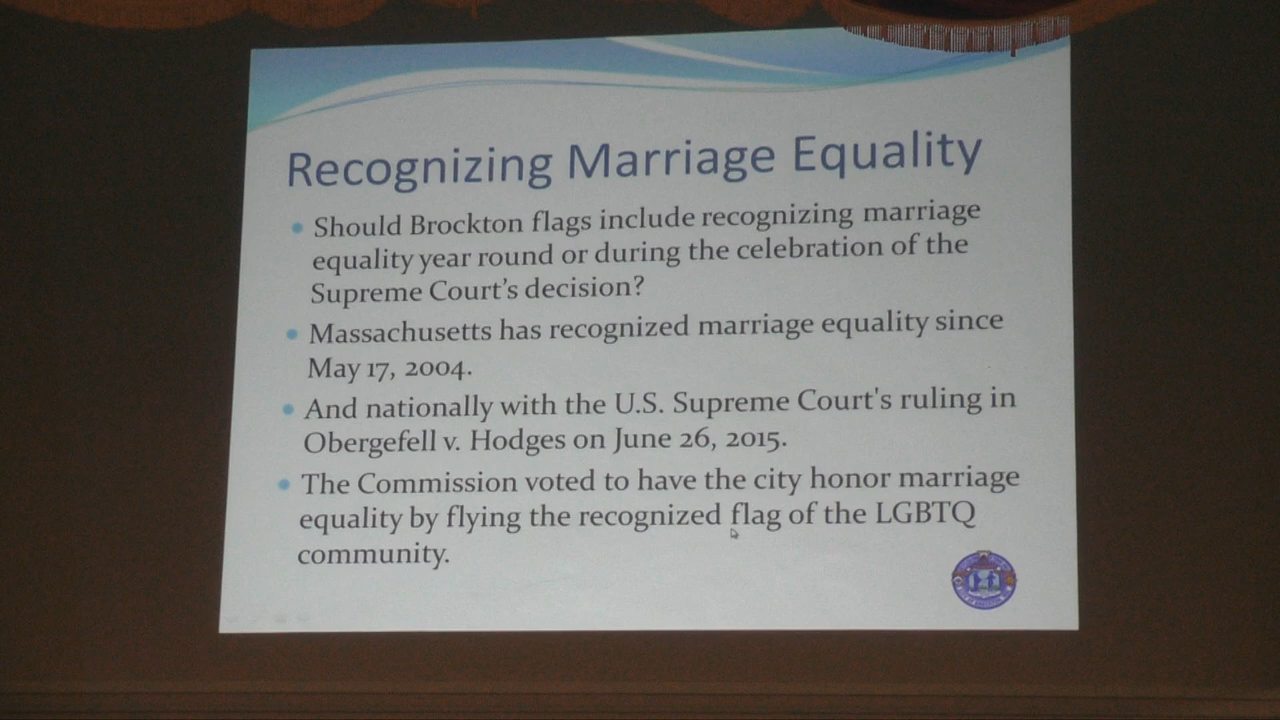 Recognizing Marriage Equality
• Should Brockton flags include recognizing marriage
equality year round or during the celebration of the
Supreme Court’s decision?
• Massachusetts has recognized marriage equality since
May 17, 2004.
• And nationally with the U.S. Supreme Court's ruling in
Obergefell v. Hodges on June 26, 2015.
• The Commission voted to have the city honor marriage
equality by flying the recognized flag of the LGBTQ
community.